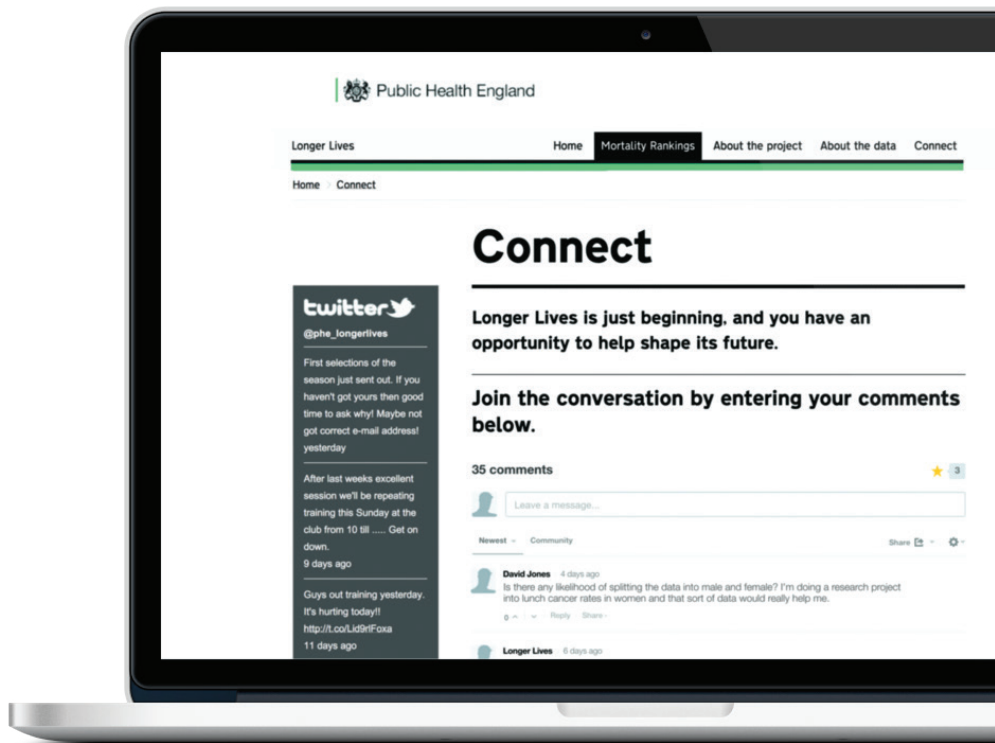 Public Health England
Longer Lives
Home Mortality Rankings About the project About the data Connect
Home Connect
Connect
twitter
@phe_longerlives
First selections of the
season just sent out. If you
haven't got yours then good
time to ask why! Maybe not
got correct e-mail address!
yesterday
After last weeks excellent
session we'll be repeating
training this Sunday at the
club from 10 till ..... Get on
down.
9 days ago
Guys out training yesterday.
It's hurting today!!
http://t.co/Lid9rlFoxa
11 days ago
Longer Lives is just beginning, and you have an
opportunity to help shape its future.
Join the conversation by entering your comments
below.
35 comments
3
Leave a message...
Newest Community
Share
David Jones 4 days ago
Is there any likelihood of splitting the data into male and female? I'm doing a research project
into lunch cancer rates in women and that sort of data would really help me.
0 Reply Share
Longer Lives 6 days ago